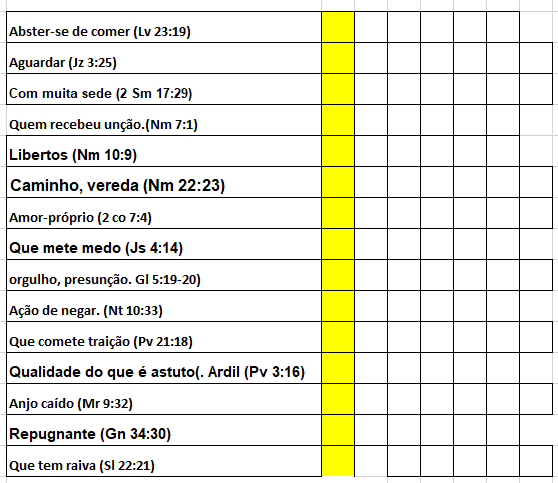 Abster-se de comer (Lv 23:19)
Aguardar (Jz 3:25)
Com muita sede (2 Sm 17:29)
Quem recebeu unção.(Nm 7:1)
Libertos (Nm 10:9)
Caminho, vereda (Nm 22:23)
Amor-próprio (2 co 7:4)
Que mete medo (Js 4:14)
orgulho, presunção. Gl 5:19-20)
Ação de negar. (Nt 10:33)
Que comete traição (Pv 21:18)
Qualidade do que é astuto(. Ardil (Pv 3:16)
Anjo caído (Mr 9:32)
Repugnante (Gn 34:30)
Que tem raiva (Sl 22:21)